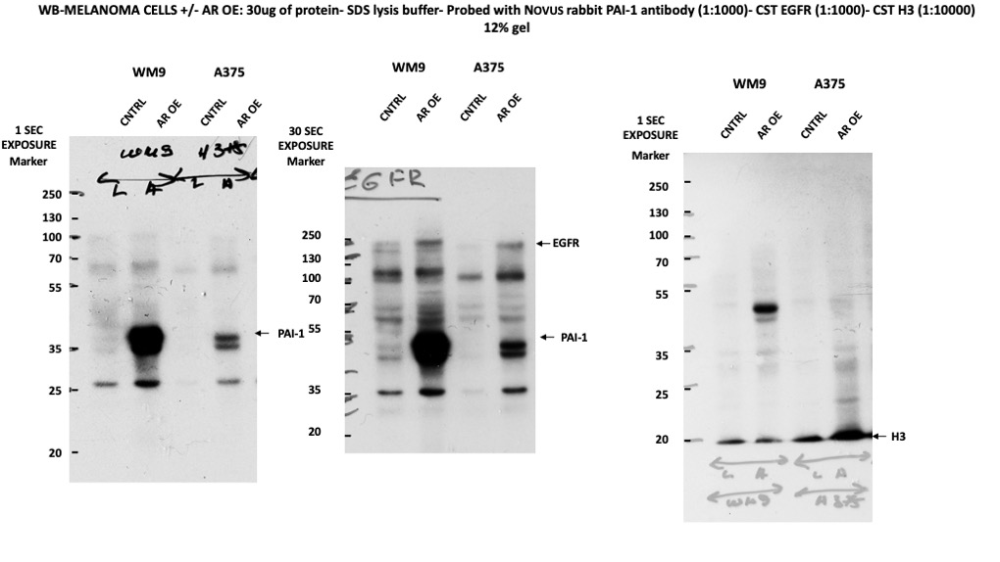 WB-MELANOMA CELLS +/- AR OE: 30ug of protein- SDS lysis buffer- Probed with NOVUS rabbit PAI-1 antibody (1:1000)- CST EGFR (1:1000)- CST H3 (1:10000)
12% gel
WM9 A375
CNTRL AR OE CNTRL AR OE
1 SEC
EXPOSURE
Marker
WM9 A375
L A L A
250
130
100
70
55
35
25
20
PAI-1
WM9 A375
CNTRL AR OE CNTRL AR OE
30 SEC
EXPOSURE
Marker
EGFR
250
130
100
70
55
35
20
EGFR
PAI-1
WM9 A375
CNTRL AR OE CNTRL AR OE
1 SEC
EXPOSURE
Marker
250
130
100
70
55
35
25
20
H3
L A L A
WM9 A375